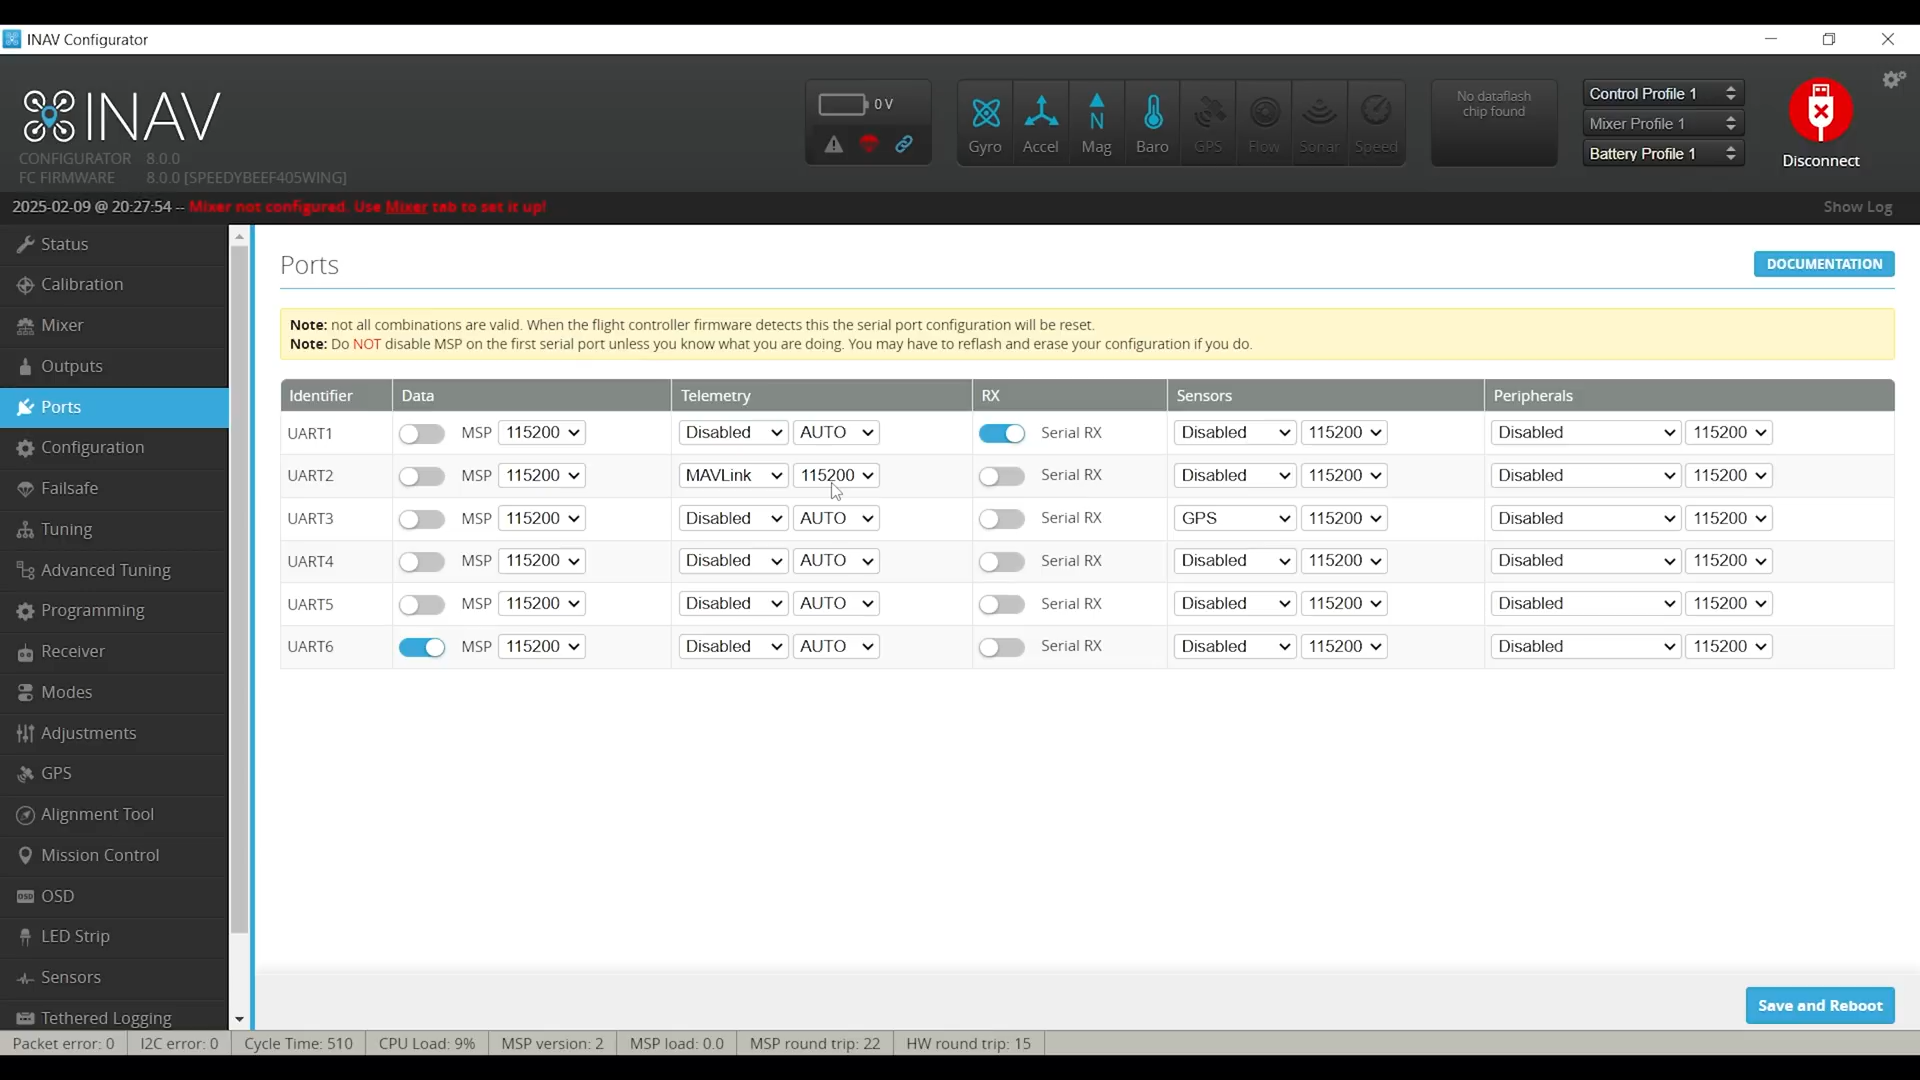 INAV Configurator
INAV
CONFIGURATOR 8.0.0
FC FIRMWARE 8.0.0 [SPEEDYBEEF405WING]
0 V
Gyro Accel Mag Baro GPS Flow Sonar Speed
No dataflash
chip found
Control Profile 1
Mixer Profile 1
Battery Profile 1
Disconnect
2025-02-09 @ 20:27:54 -- Mixer not configured. Use Mixer tab to set it up!
Show Log
Status
Calibration
Mixer
Outputs
Ports
Configuration
Failsafe
Tuning
Advanced Tuning
Programming
Receiver
Modes
Adjustments
GPS
Alignment Tool
Mission Control
OSD
LED Strip
Sensors
Tethered Logging
Ports
DOCUMENTATION
Note: not all combinations are valid. When the flight controller firmware detects this the serial port configuration will be reset.
Note: Do NOT disable MSP on the first serial port unless you know what you are doing. You may have to reflash and erase your configuration if you do.
Identifier Data Telemetry RX Sensors Peripherals
UART1 MSP 115200 Disabled AUTO Serial RX Disabled 115200 Disabled 115200
UART2 MSP 115200 MAVLink 115200 Serial RX Disabled 115200 Disabled 115200
UART3 MSP 115200 Disabled AUTO Serial RX GPS 115200 Disabled 115200
UART4 MSP 115200 Disabled AUTO Serial RX Disabled 115200 Disabled 115200
UART5 MSP 115200 Disabled AUTO Serial RX Disabled 115200 Disabled 115200
UART6 MSP 115200 Disabled AUTO Serial RX Disabled 115200 Disabled 115200
Save and Reboot
Packet error: 0 I2C error: 0 Cycle Time: 510 CPU Load: 9% MSP version: 2 MSP load: 0.0 MSP round trip: 22 HW round trip: 15